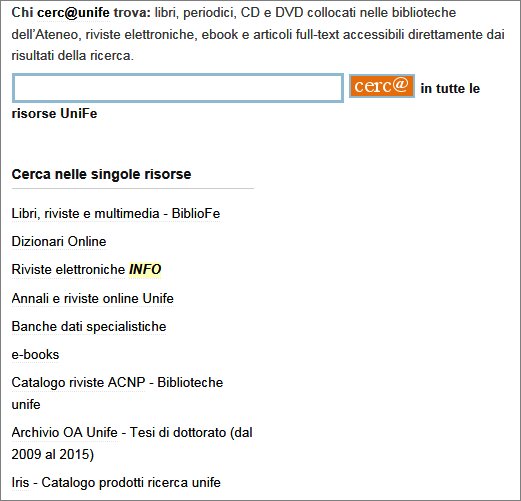 Chi cerc@unife trova: libri, periodici, CD e DVD collocati nelle biblioteche
dell'Ateneo, riviste elettroniche, ebook e articoli full-text accessibili direttamente dai
risultati della ricerca.
cerc@ in tutte le
risorse UniFe
Cerca nelle singole risorse
Libri, riviste e multimedia - BiblioFe
Dizionari Online
Riviste elettroniche INFO
Annali e riviste online Unife
Banche dati specialistiche
e-books
Catalogo riviste ACNP - Biblioteche
unife
Archivio OA Unife - Tesi di dottorato (dal
2009 al 2015)
Iris - Catalogo prodotti ricerca unife